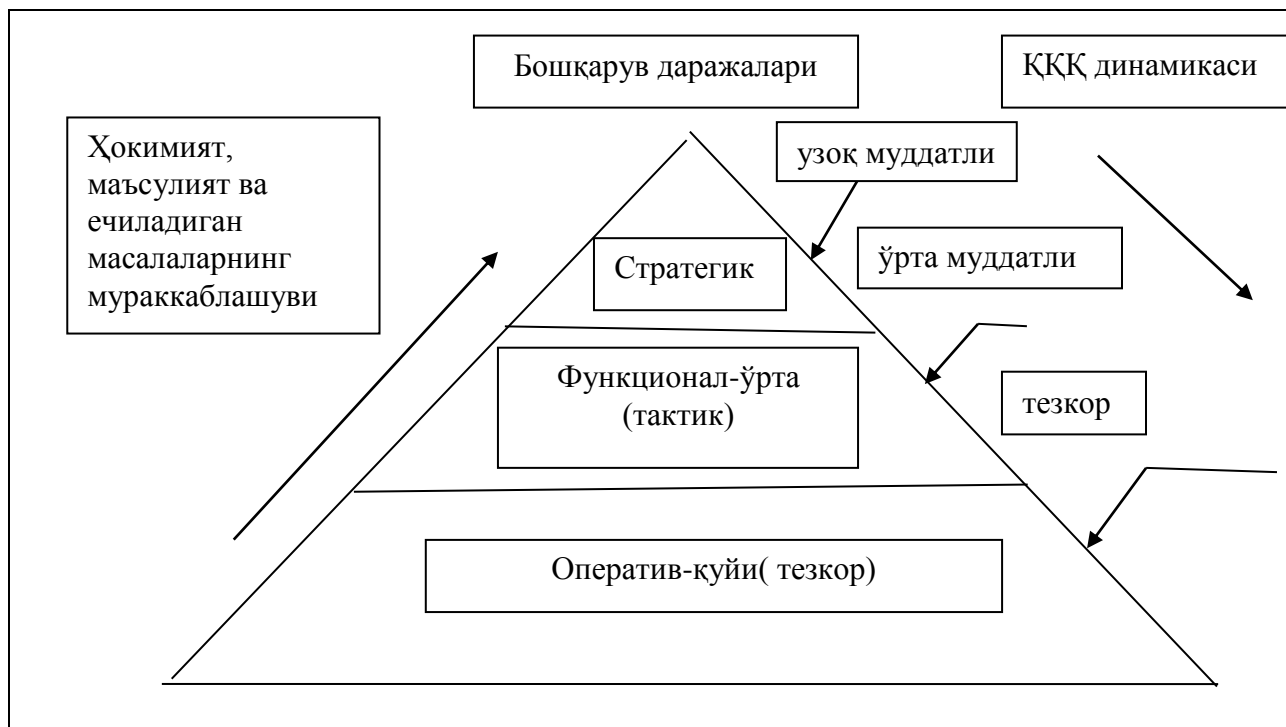 Бошқарув даражалари
ҚҚҚ динамикаси
Ҳокимият,
маъсулият ва
ечиладиган
масалаларнинг
мураккаблашуви
узоқ муддатли
Стратегик
ўрта муддатли
Функционал-ўрта
(тактик)
тезкор
Оператив-қуйи( тезкор)